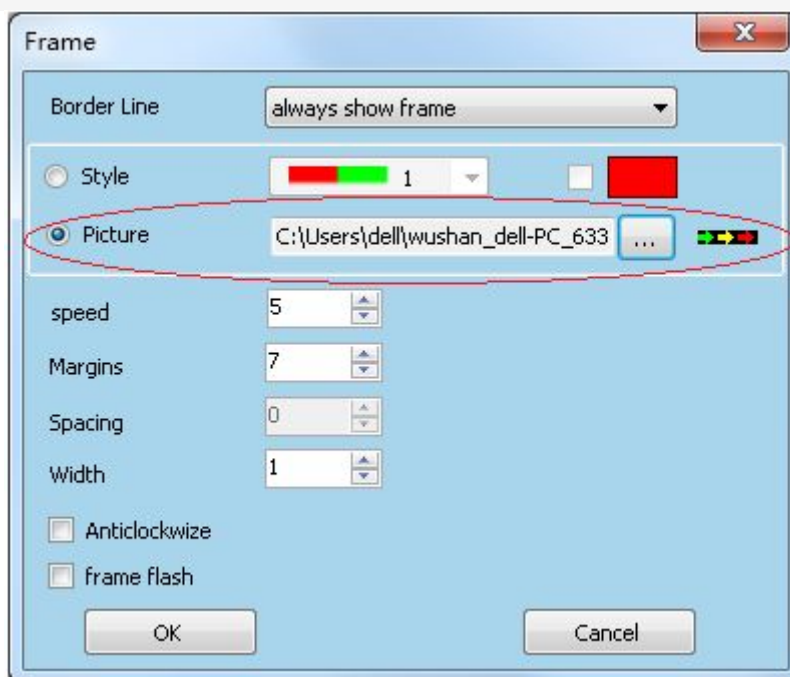 Frame
Border Line always show frame
Style 1
Picture C:\Users\dell\wushan_dell-PC_633 ...
speed 5
Margins 7
Spacing 0
Width 1
Anticlockwize
frame flash
OK Cancel